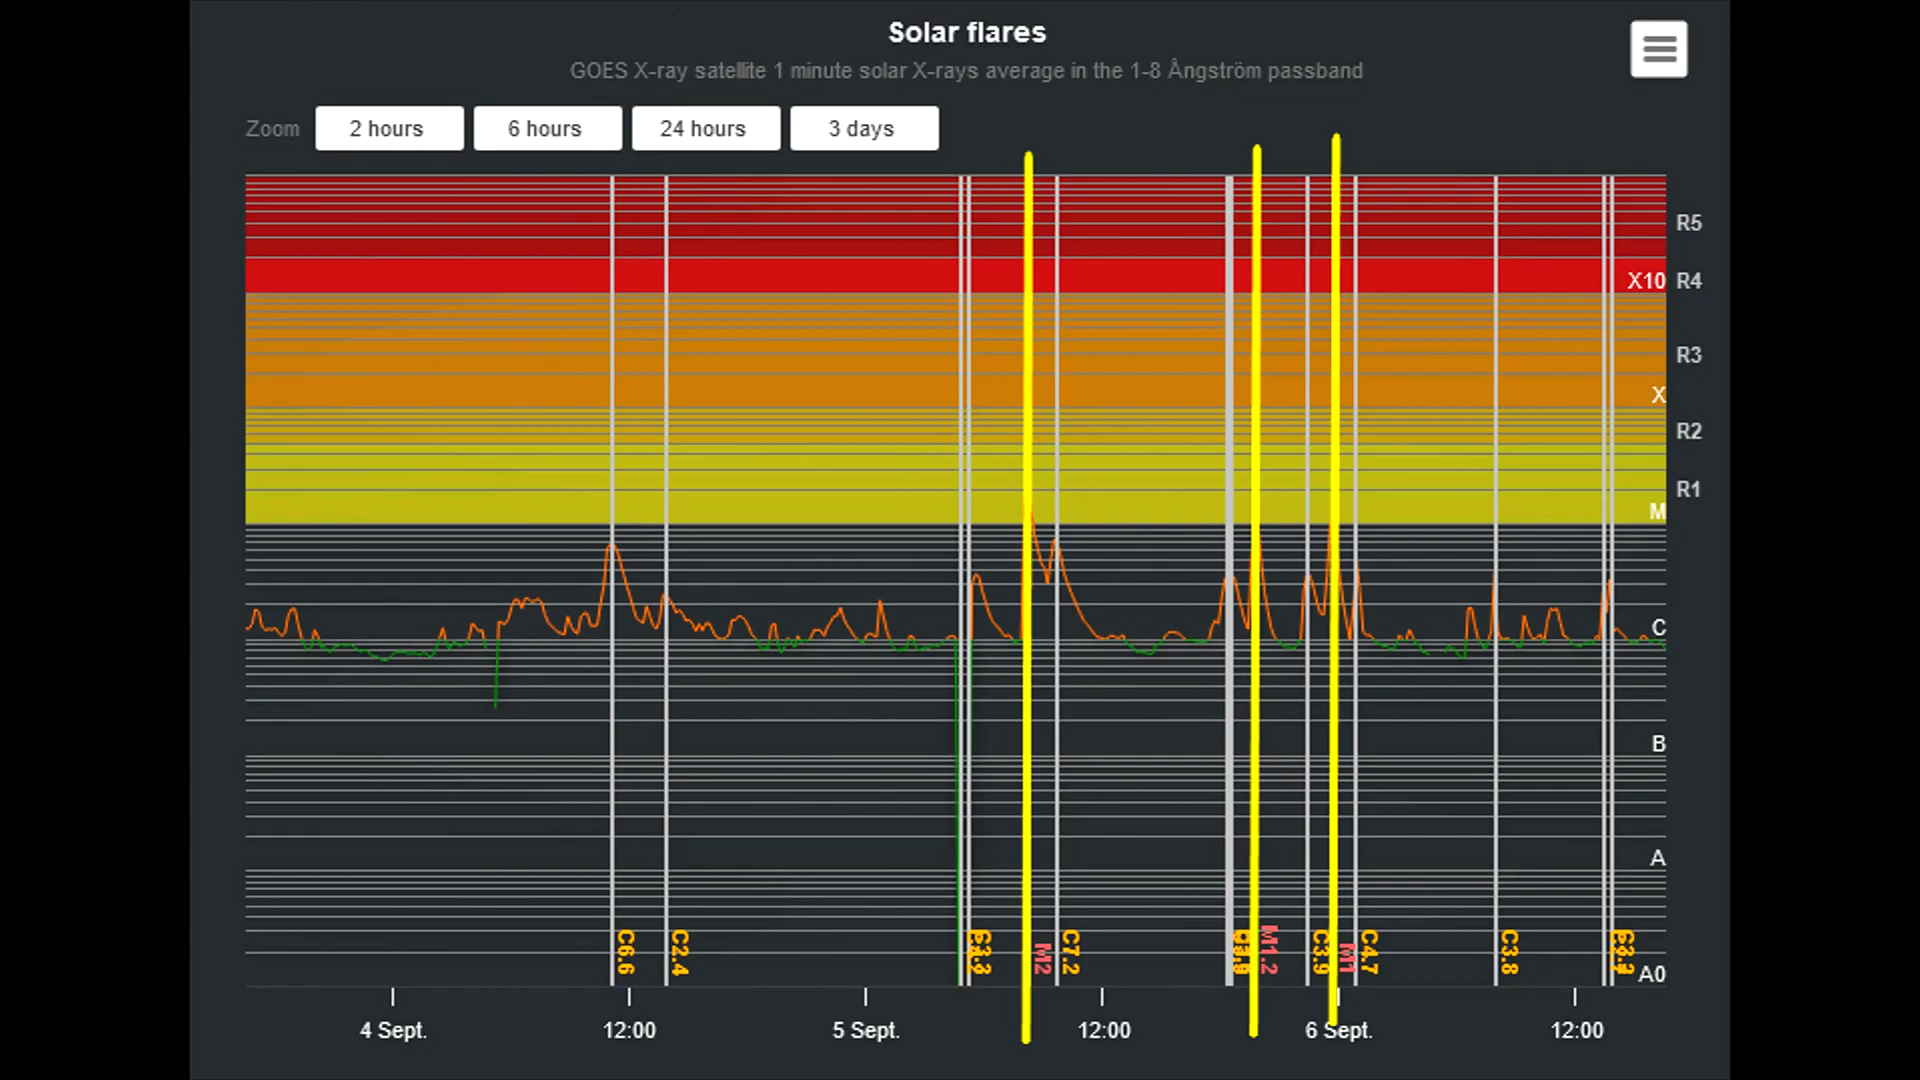 Solar flares
GOES X-ray satellite 1 minute solar X-rays average in the 1-8 Ångström passband
Zoom 2 hours 6 hours 24 hours 3 days
R5
X10 R4
R3
X
R2
R1
M
C
B
A
A0
C6.6
C2.4
M2
C7.2
M1.2
C3.9
M1
C4.7
C3.8
4 Sept. 12:00 5 Sept. 12:00 6 Sept. 12:00